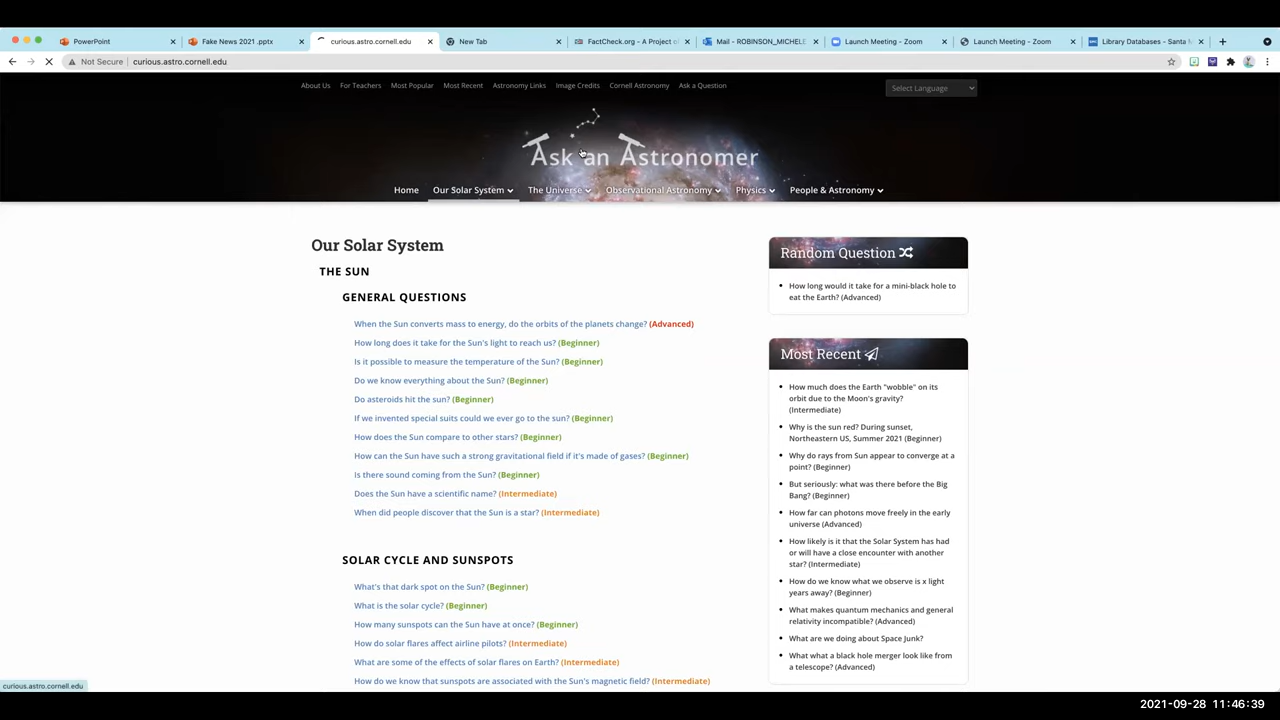 PowerPoint
Fake News 2021 .pptx
curious.astro.cornell.edu
New Tab
FactCheck.org - A Project o
Mail - ROBINSON_MICHELE
Launch Meeting - Zoom
Launch Meeting - Zoom
Library Databases - Santa M
Not Secure | curious.astro.cornell.edu
About Us
For Teachers
Most Popular
Most Recent
Astronomy Links
Image Credits
Cornell Astronomy
Ask a Question
Select Language
Ask an Astronomer
Home
Our Solar System
The Universe
Observational Astronomy
Physics
People & Astronomy
Our Solar System
THE SUN
GENERAL QUESTIONS
When the Sun converts mass to energy, do the orbits of the planets change? (Advanced)
How long does it take for the Sun's light to reach us? (Beginner)
Is it possible to measure the temperature of the Sun? (Beginner)
Do we know everything about the Sun? (Beginner)
Do asteroids hit the sun? (Beginner)
If we invented special suits could we ever go to the sun? (Beginner)
How does the Sun compare to other stars? (Beginner)
How can the Sun have such a strong gravitational field if it's made of gases? (Beginner)
Is there sound coming from the Sun? (Beginner)
Does the Sun have a scientific name? (Intermediate)
When did people discover that the Sun is a star? (Intermediate)
SOLAR CYCLE AND SUNSPOTS
What's that dark spot on the Sun? (Beginner)
What is the solar cycle? (Beginner)
How many sunspots can the Sun have at once? (Beginner)
How do solar flares affect airline pilots? (Intermediate)
What are some of the effects of solar flares on Earth? (Intermediate)
How do we know that sunspots are associated with the Sun's magnetic field? (Intermediate)
Random Question
How long would it take for a mini-black hole to
eat the Earth? (Advanced)
Most Recent
How much does the Earth "wobble" on its
orbit due to the Moon's gravity?
(Intermediate)
Why is the sun red? During sunset,
Northeastern US, Summer 2021 (Beginner)
Why do rays from Sun appear to converge at a
point? (Beginner)
But seriously: what was there before the Big
Bang? (Beginner)
How far can photons move freely in the early
universe (Advanced)
How likely is it that the Solar System has had
or will have a close encounter with another
star? (Intermediate)
How do we know what we observe is x light
years away? (Beginner)
What makes quantum mechanics and general
relativity incompatible? (Advanced)
What are we doing about Space Junk?
What what a black hole merger look like from
a telescope? (Advanced)
curious.astro.cornell.edu
2021-09-28 11:46:39